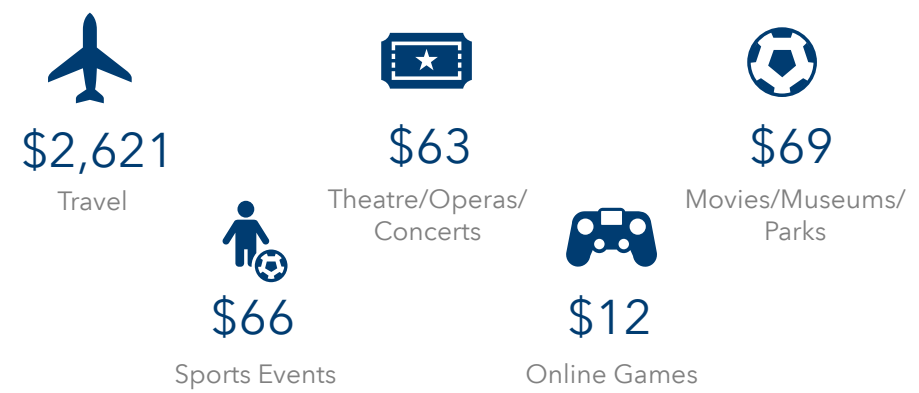 $2,621
Travel
$63
Theatre/Operas/
Concerts
$69
Movies/Museums/
Parks
$66
Sports Events
$12
Online Games